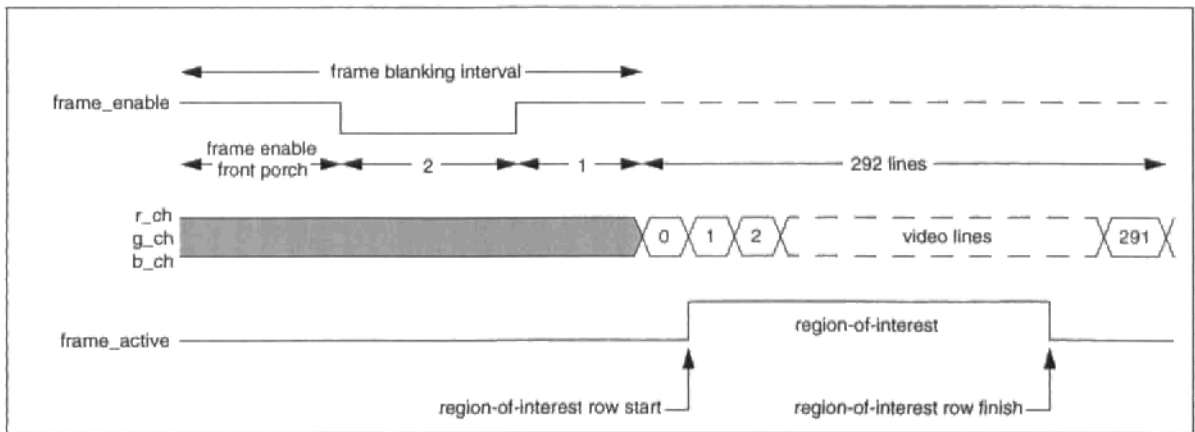 frame blanking interval
frame_enable
frame enable
front porch
2
1
292 lines
r_ch
g_ch
b_ch
0
1
2
video lines
291
region-of-interest
frame_active
region-of-interest row start
region-of-interest row finish